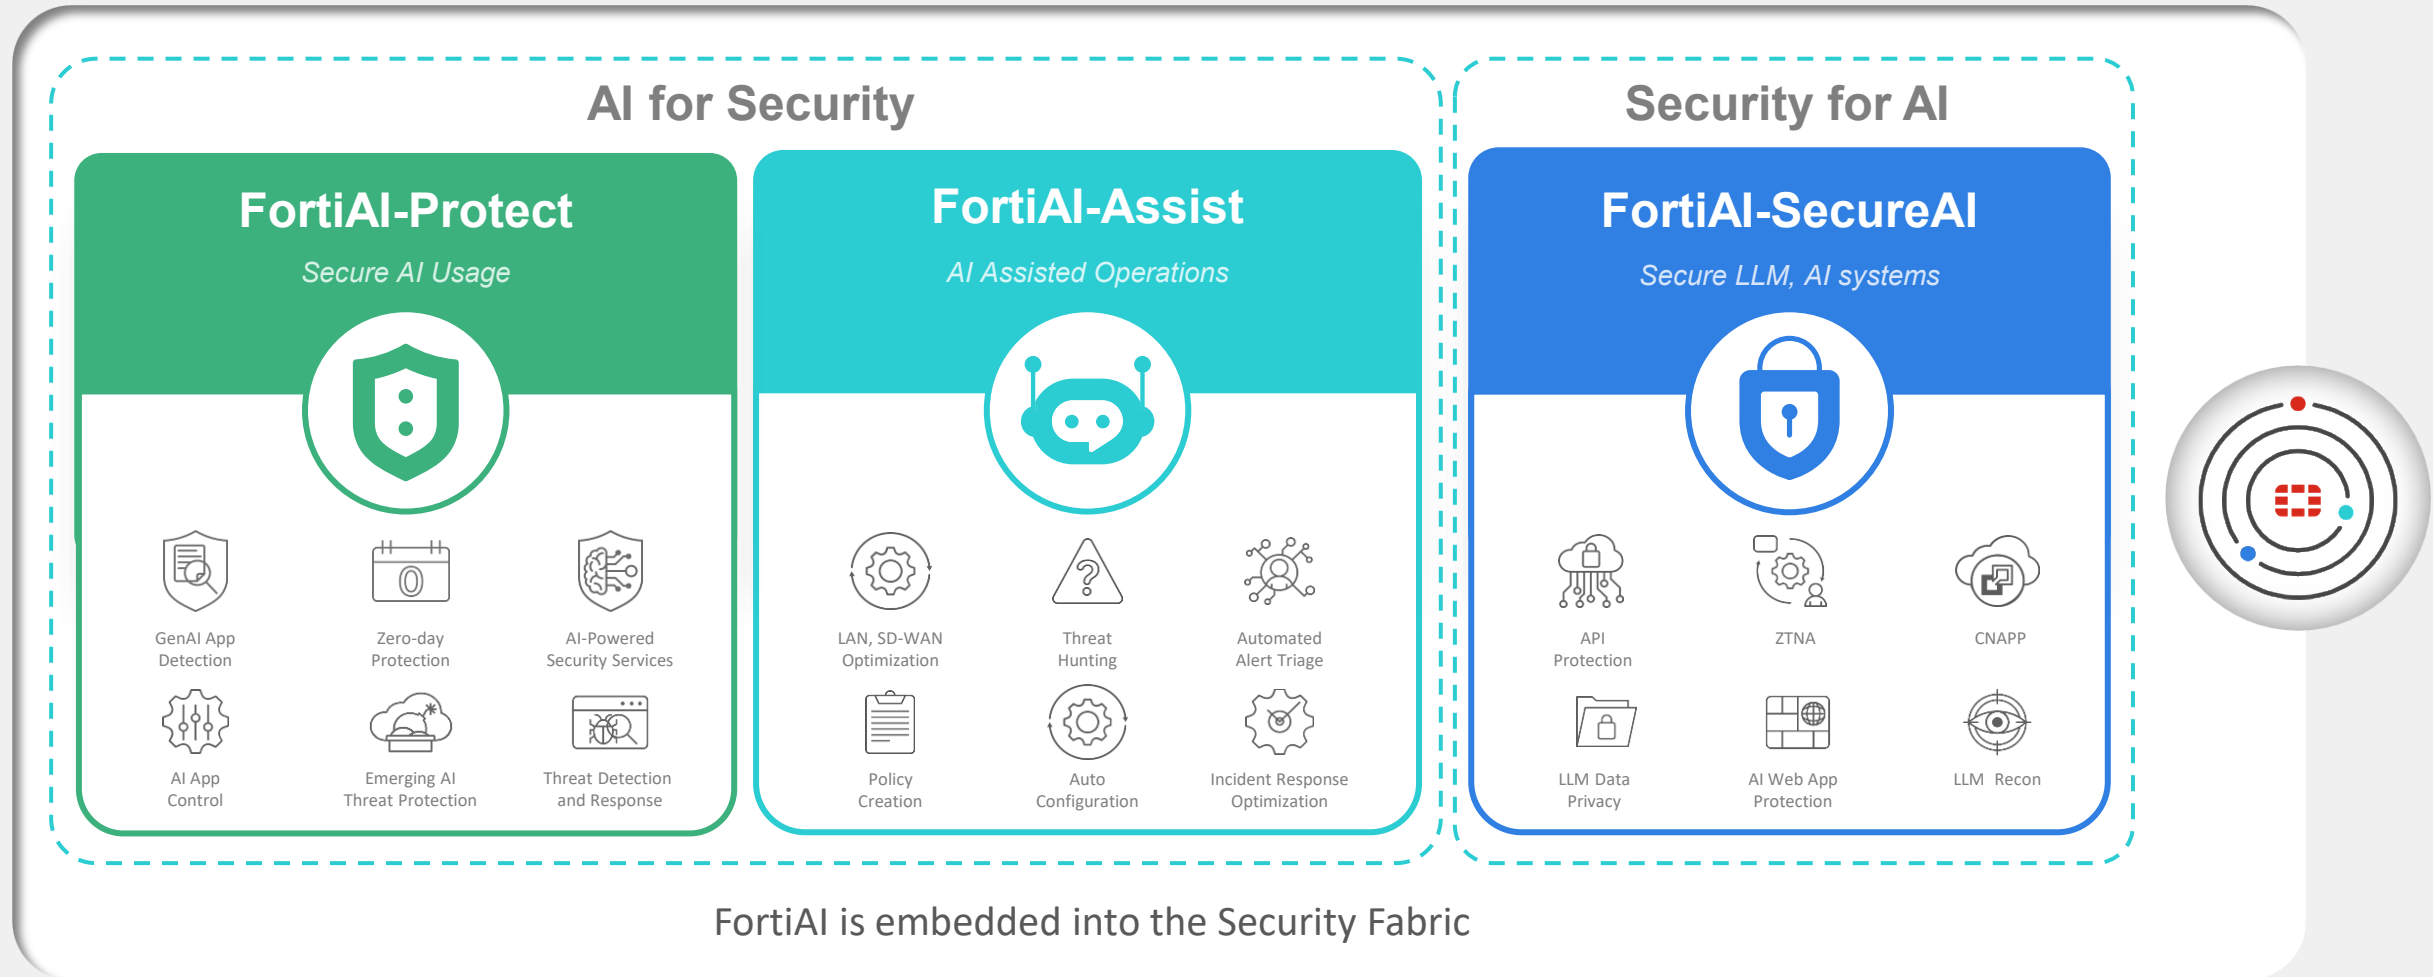 AI for Security
Security for AI
FortiAI-Protect
Secure AI Usage
GenAI App
Detection
Zero-day
Protection
AI-Powered
Security Services
AI App
Control
Emerging AI
Threat Protection
Threat Detection
and Response
FortiAI-Assist
AI Assisted Operations
LAN, SD-WAN
Optimization
Threat
Hunting
Automated
Alert Triage
Policy
Creation
Auto
Configuration
Incident Response
Optimization
FortiAI-SecureAI
Secure LLM, AI systems
API
Protection
ZTNA
CNAPP
LLM Data
Privacy
AI Web App
Protection
LLM Recon
FortiAI is embedded into the Security Fabric